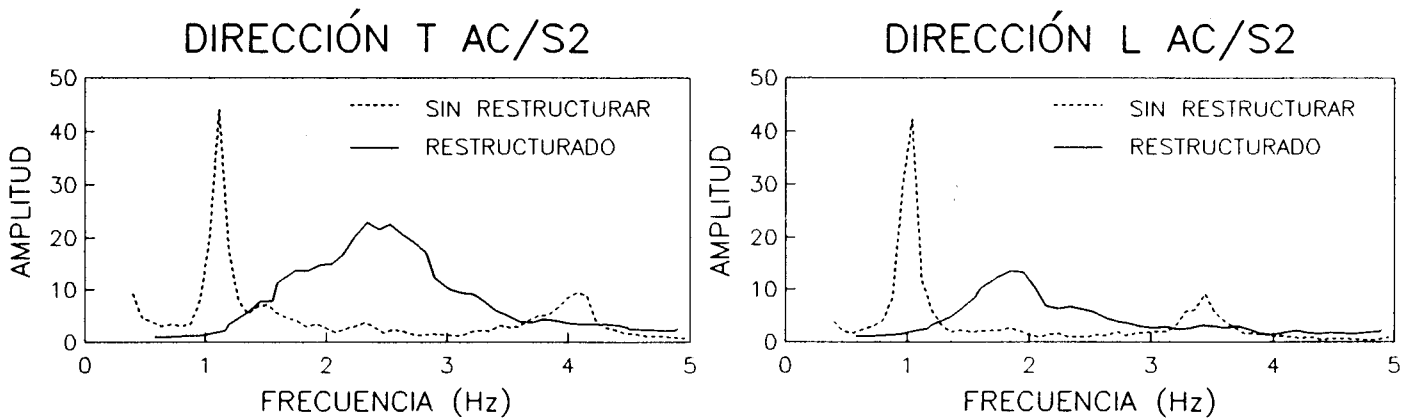 DIRECCIÓN T AC/S2
50
40
30
20
10
0
AMPLITUD
SIN RESTRUCTURAR
RESTRUCTURADO
0 1 2 3 4 5
FRECUENCIA (Hz)
DIRECCIÓN L AC/S2
50
40
30
20
10
0
AMPLITUD
SIN RESTRUCTURAR
RESTRUCTURADO
0 1 2 3 4 5
FRECUENCIA (Hz)